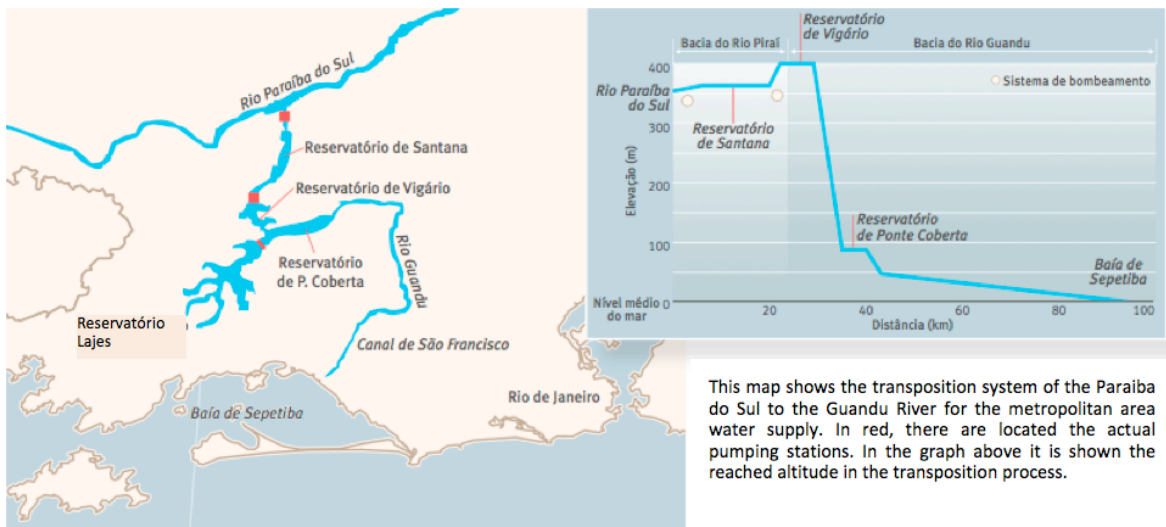 Rio Paraíba do Sul
Reservatório de Santana
Reservatório de Vigário
Reservatório
de P. Coberta
Rio Guandu
Reservatório
Lajes
Canal de São Francisco
Baía de Sepetiba
Rio de Janeiro
Reservatório
de Vigário
Bacia do Rio Piraí
Bacia do Rio Guandu
400
Sistema de bombeamento
Rio Paraíba
do Sul
300
Reservatório
de Santana
Elevação (m)
200
Reservatório
de Ponte Coberta
100
Baía de
Sepetiba
Nível médio 0
do mar
20
40
60
80
100
Distância (km)
This map shows the transposition system of the Paraiba
do Sul to the Guandu River for the metropolitan area
water supply. In red, there are located the actual
pumping stations. In the graph above it is shown the
reached altitude in the transposition process.